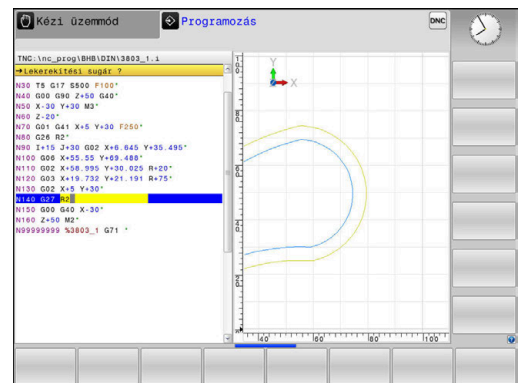 Kézi üzemmód
Programozás
DNC
TNC:\nc_prog\BHB\DIN\3803_1.i
→Lekerekitési sugár ?
N30 T5 G17 S500 F100*
N40 G00 G90 Z+50 G40*
N50 X-30 Y+30 M3*
N60 Z-20*
N70 G01 G41 X+5 Y+30 F250*
N80 G26 R2*
N90 I+15 J+30 G02 X+6.645 Y+35.495*
N100 G06 X+55.55 Y+69.488*
N110 G02 X+58.995 Y+30.025 R+20*
N120 G03 X+19.732 Y+21.191 R+75*
N130 G02 X+5 Y+30*
N140 G27 R2
N150 G00 G40 X-30*
N160 Z+50 M2*
N99999999 %3803_1 G71 *
Y
X
40
60
80
100